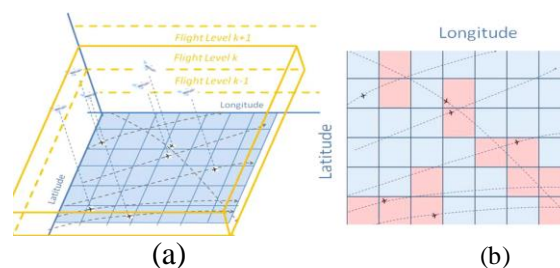 Flight Level k+1
Flight Level k
Flight Level k-1
Longitude
Latitude
(a)
Longitude
Latitude
(b)